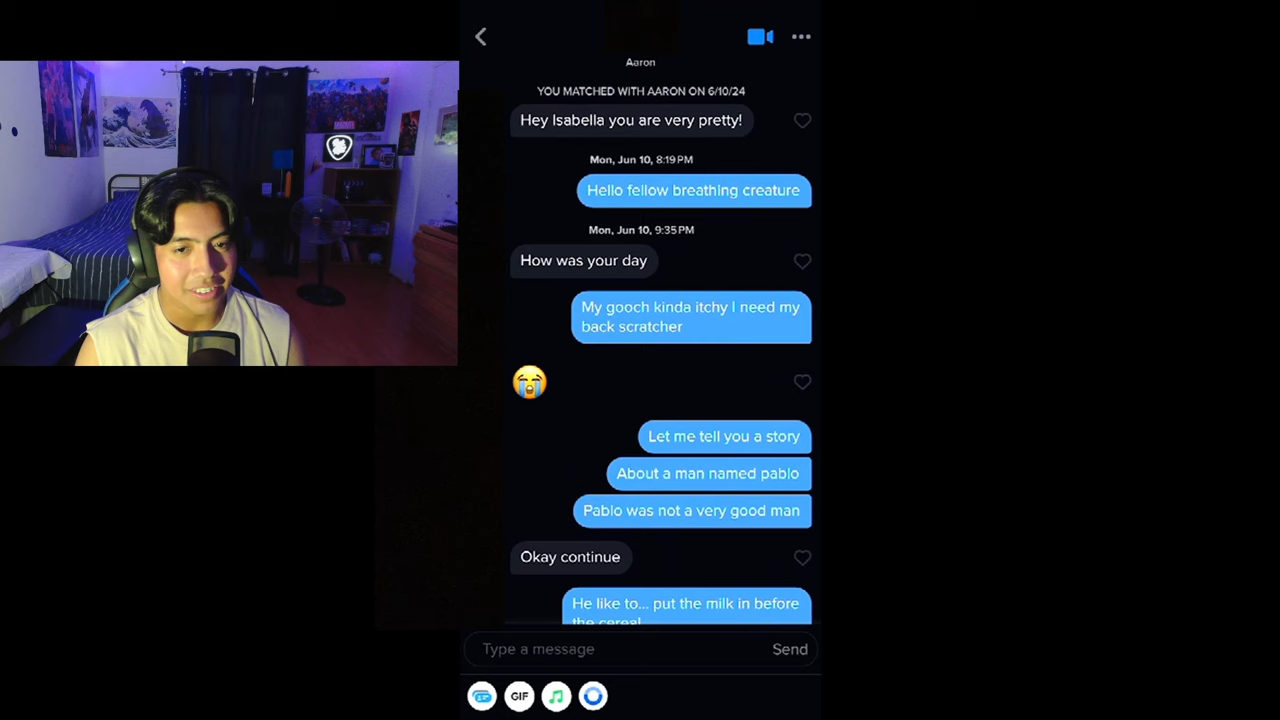 Aaron
YOU MATCHED WITH AARON ON 6/10/24
Hey Isabella you are very pretty!
Mon, Jun 10, 8:19 PM
Hello fellow breathing creature
Mon, Jun 10, 9:35 PM
How was your day
My gooch kinda itchy I need my
back scratcher
Let me tell you a story
About a man named pablo
Pablo was not a very good man
Okay continue
He like to... put the milk in before
the cereal
Type a message
Send
GIF